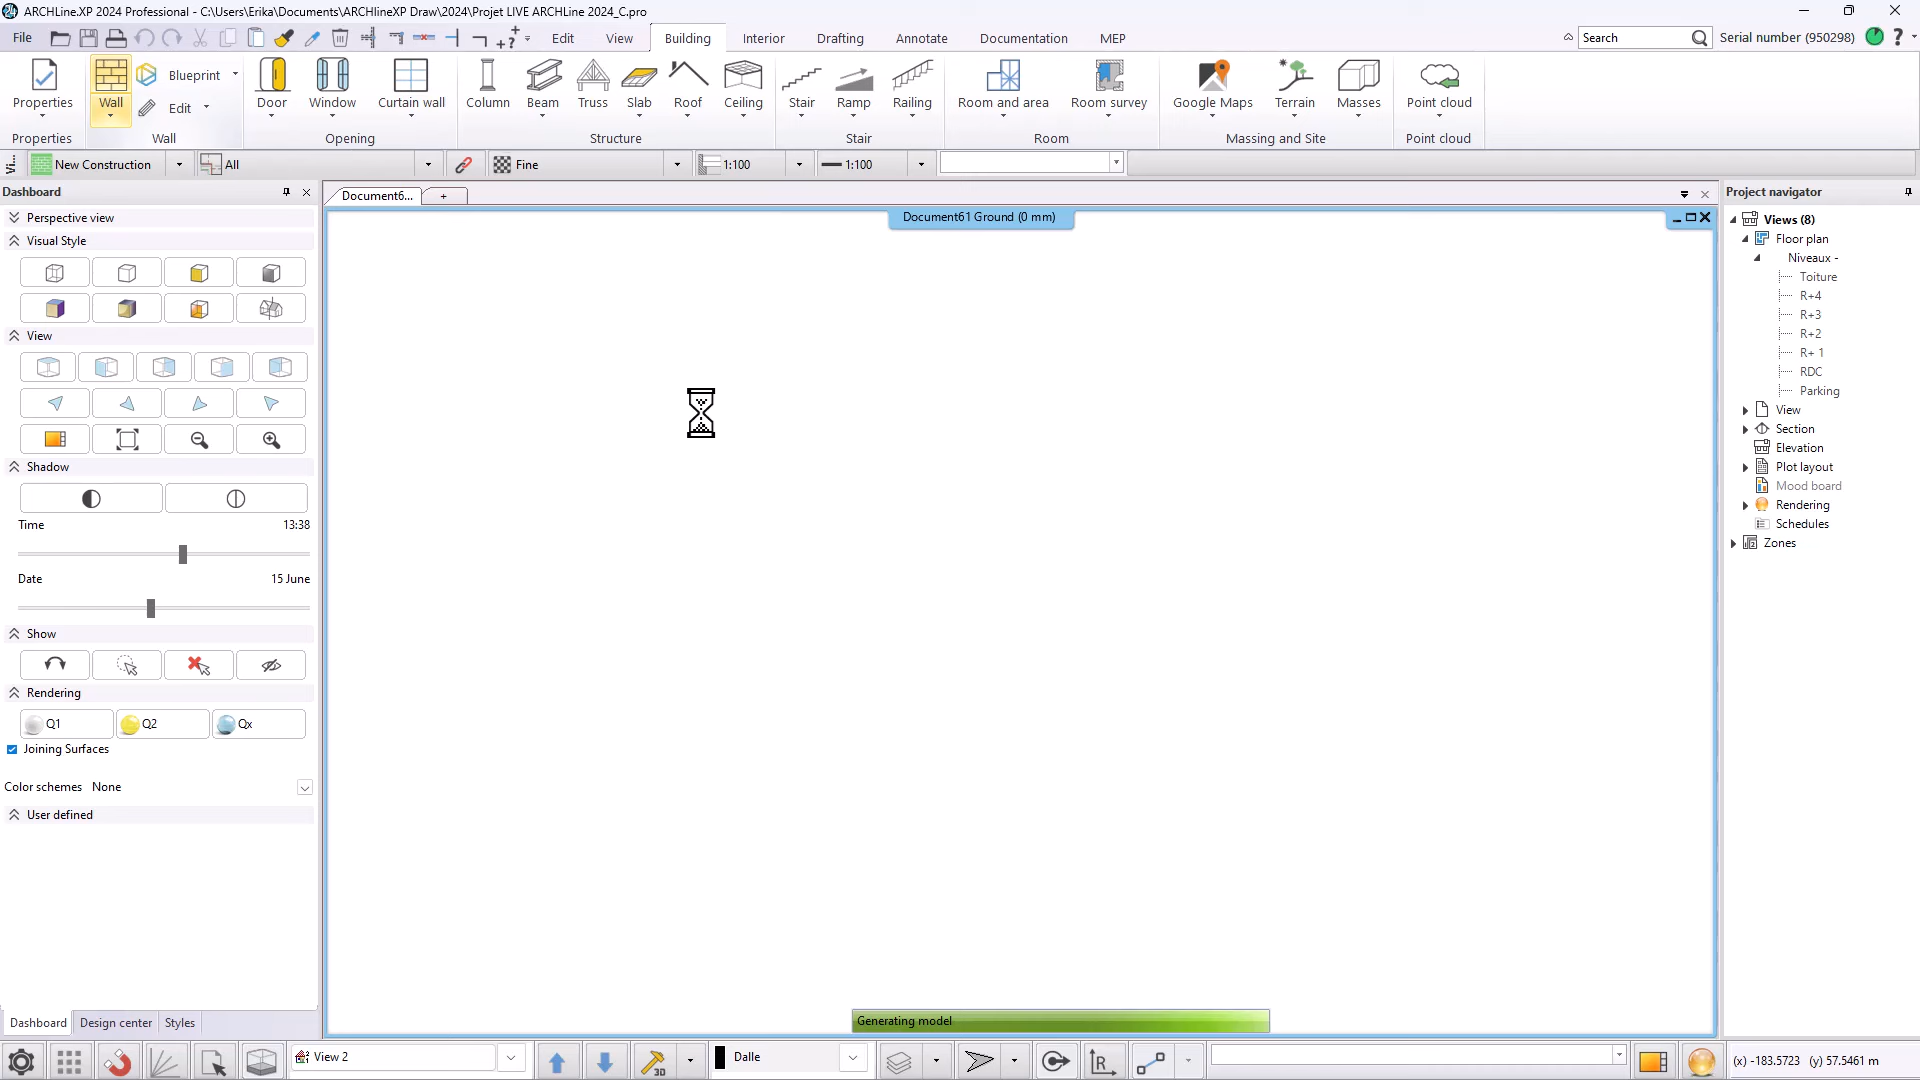 ARCHLine.XP 2024 Professional - C:\Users\Erika\Documents\ARCHlineXP Draw\2024\Projet LIVE ARCHLine 2024_C.pro
File
Edit
View
Building
Interior
Drafting
Annotate
Documentation
MEP
Search
Serial number (950298)
Properties
Wall
Blueprint
Edit
Door
Window
Curtain wall
Column
Beam
Truss
Slab
Roof
Ceiling
Stair
Ramp
Railing
Room and area
Room survey
Google Maps
Terrain
Masses
Point cloud
Properties
Wall
Opening
Structure
Stair
Room
Massing and Site
Point cloud
New Construction
All
Fine
1:100
1:100
Dashboard
Document6...
+
Project navigator
Perspective view
Visual Style
View
Shadow
Time 13:38
Date 15 June
Show
Rendering
Q1
Q2
Qx
Joining Surfaces
Color schemes None
User defined
Document61 Ground (0 mm)
Generating model
Views (8)
Floor plan
Niveaux -
Toiture
R+4
R+3
R+2
R+ 1
RDC
Parking
View
Section
Elevation
Plot layout
Mood board
Rendering
Schedules
Zones
Dashboard
Design center
Styles
View 2
3D
Dalle
(x) -183.5723 (y) 57.5461 m